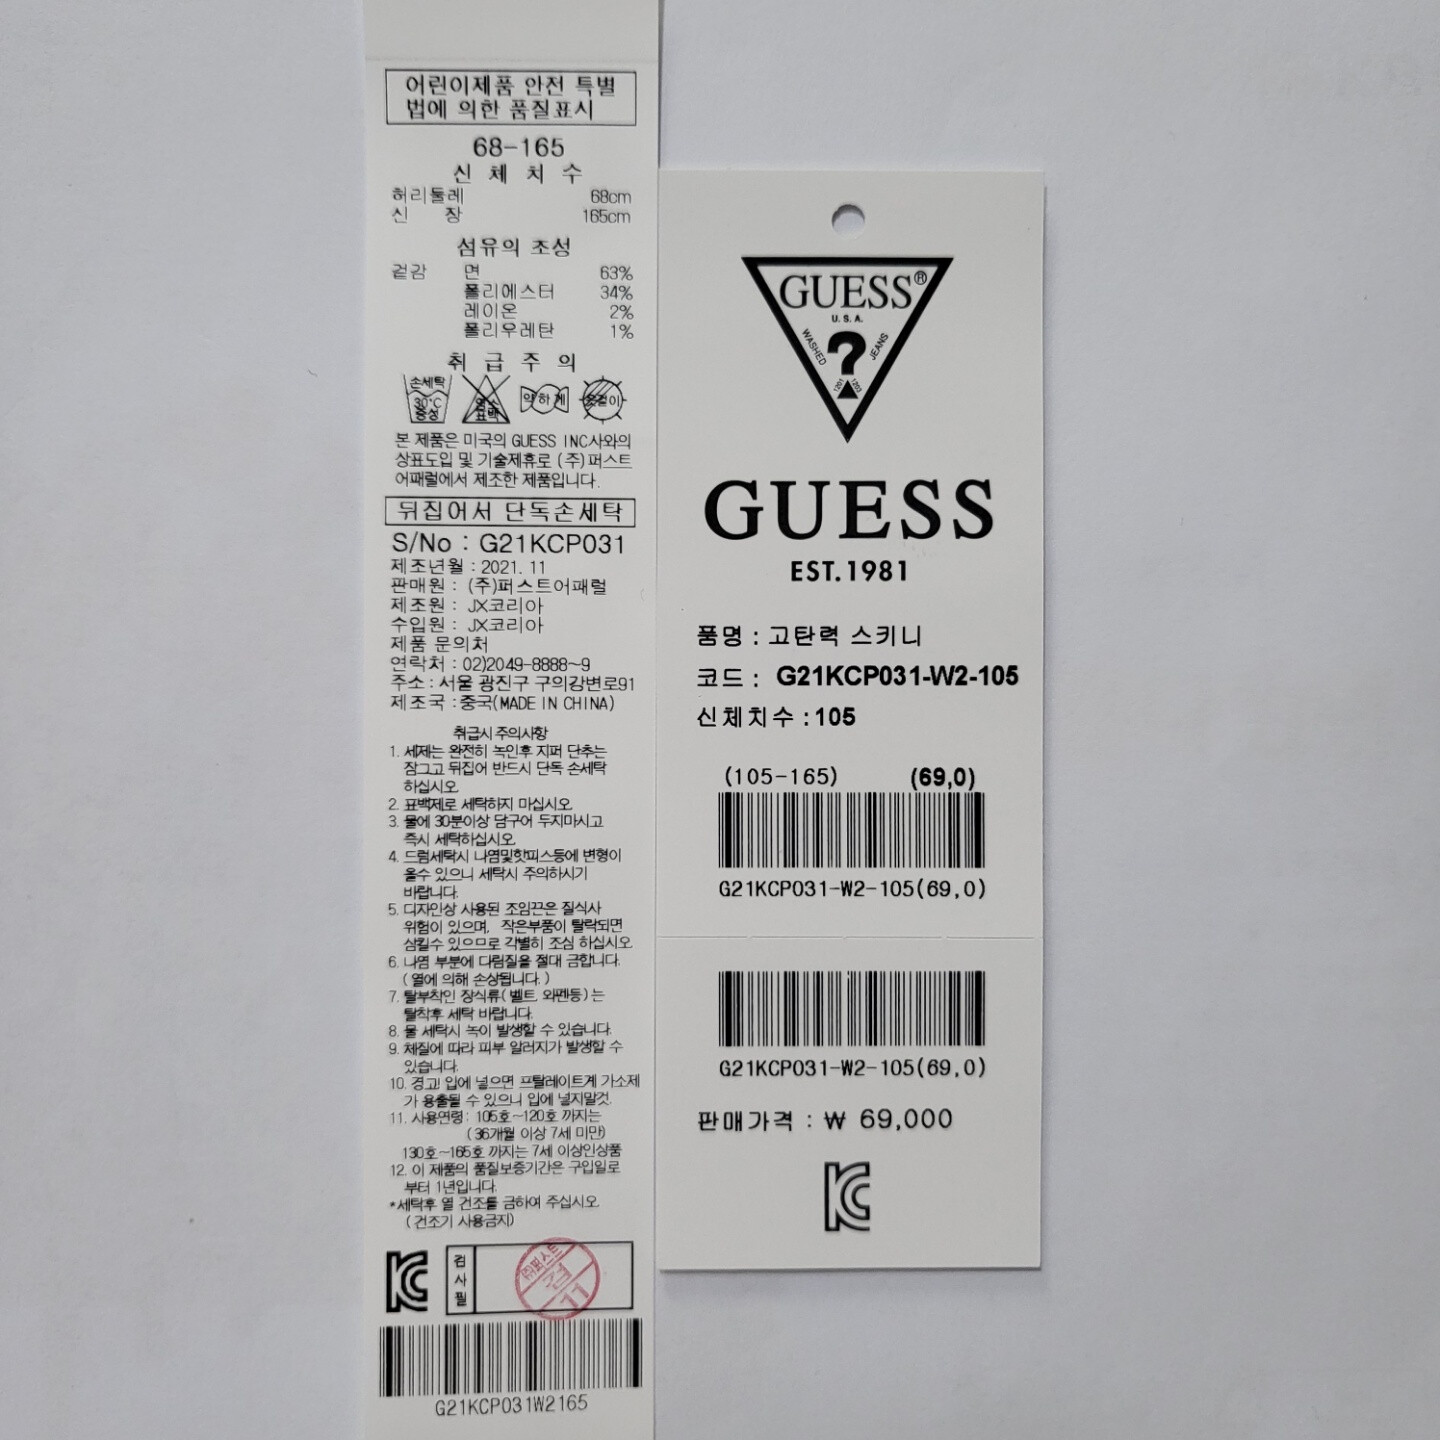 어린이제품 안전 특별
법에 의한 품질표시
68-165
신 체 치 수
허리둘레 68cm
신 장 165cm
섬유의 조성
겉감 면 63%
폴리에스터 34%
레이온 2%
폴리우레탄 1%
취 급 주 의
손세탁
30°C
중성
염소
표백
약하게
옷걸이
본 제품은 미국의 GUESS INC사와의
상표도입 및 기술제휴로 (주)퍼스트
어패럴에서 제조한 제품입니다.
뒤집어서 단독손세탁
S/No : G21KCP031
제조년월 : 2021. 11
판매원 : (주)퍼스트어패럴
제조원 : JX코리아
수입원 : JX코리아
제품 문의처
연락처 : 02)2049-8888~9
주소 : 서울 광진구 구의강변로91
제조국 : 중국(MADE IN CHINA)
취급시 주의사항
1. 세제는 완전히 녹인후 지퍼 단추는
잠그고 뒤집어 반드시 단독 손세탁
하십시오.
2. 표백제로 세탁하지 마십시오.
3. 물에 30분이상 담구어 두지마시고
즉시 세탁하십시오.
4. 드럼세탁시 나염및핫피스등에 변형이
올수 있으니 세탁시 주의하시기
바랍니다.
5. 디자인상 사용된 조임끈은 질식사
위험이 있으며, 작은부품이 탈락되면
삼킬수 있으므로 각별히 조심 하십시오.
6. 나염 부분에 다림질을 절대 금합니다.
( 열에 의해 손상됩니다. )
7. 탈부착인 장식류( 벨트, 와펜등) 는
탈착후 세탁 바랍니다.
8. 물 세탁시 녹이 발생할 수 있습니다.
9. 체질에 따라 피부 알러지가 발생할 수
있습니다.
10. 경고! 입에 넣으면 프탈레이트계 가소제
가 용출될 수 있으니 입에 넣지말것.
11. 사용연령: 105호~120호 까지는
( 36개월 이상 7세 미만)
130호~165호 까지는 7세 이상인상품
12. 이 제품의 품질보증기간은 구입일로
부터 1년입니다.
*세탁후 열 건조를 금하여 주십시오.
( 건조기 사용금지)
KC
검사필
(주)퍼스트
검
11
G21KCP031W2165
GUESS®
U.S.A.
WASHED ? JEANS
1201 1203
GUESS
EST.1981
품명 : 고탄력 스키니
코드 : G21KCP031-W2-105
신체치수 : 105
(105-165) (69,0)
G21KCP031-W2-105(69,0)
G21KCP031-W2-105(69,0)
판매가격 : ₩ 69,000
KC